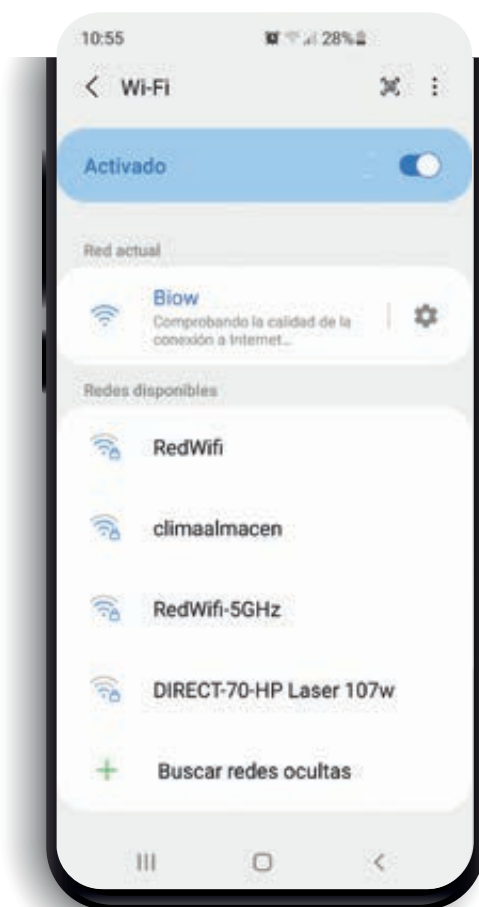 10:55
28%
Wi-Fi
Activado
Red actual
Biow
Comprobando la calidad de la
conexión a Internet...
Redes disponibles
RedWifi
climaalmacen
RedWifi-5GHz
DIRECT-70-HP Laser 107w
Buscar redes ocultas